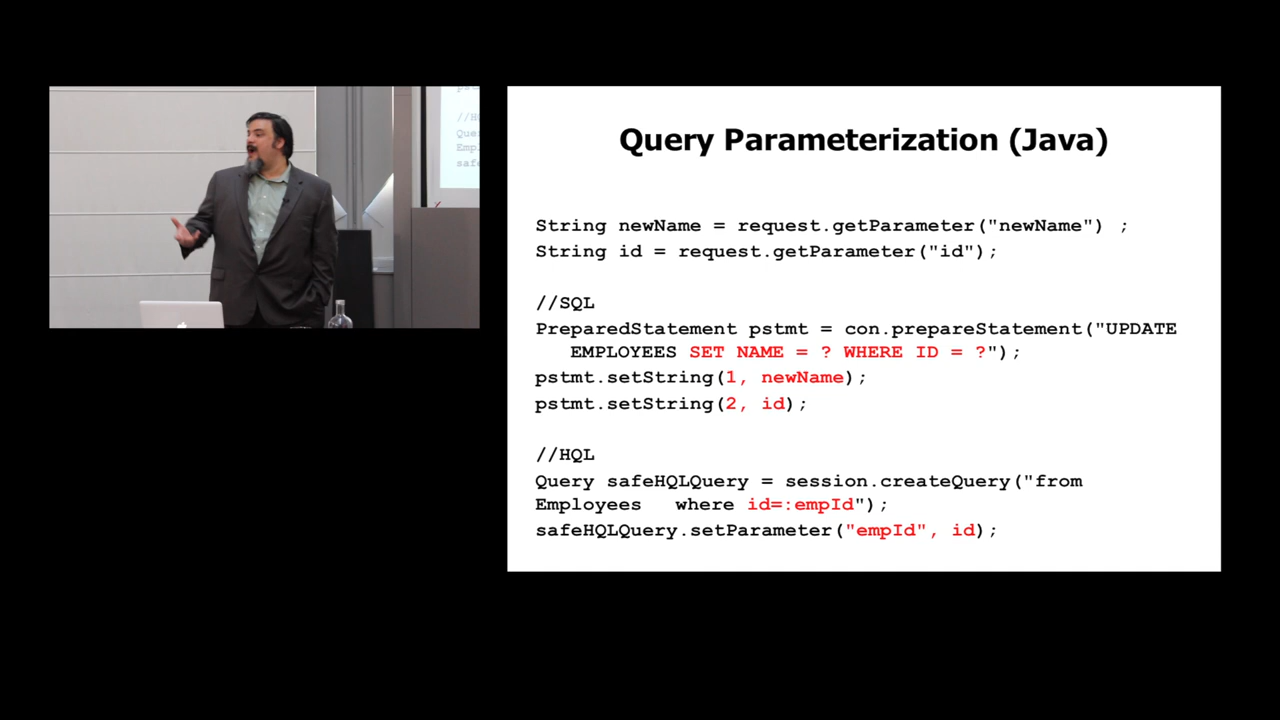 Query Parameterization (Java)
String newName = request.getParameter("newName") ;
String id = request.getParameter("id");
//SQL
PreparedStatement pstmt = con.prepareStatement("UPDATE
EMPLOYEES SET NAME = ? WHERE ID = ?");
pstmt.setString(1, newName);
pstmt.setString(2, id);
//HQL
Query safeHQLQuery = session.createQuery("from
Employees where id=:empId");
safeHQLQuery.setParameter("empId", id);